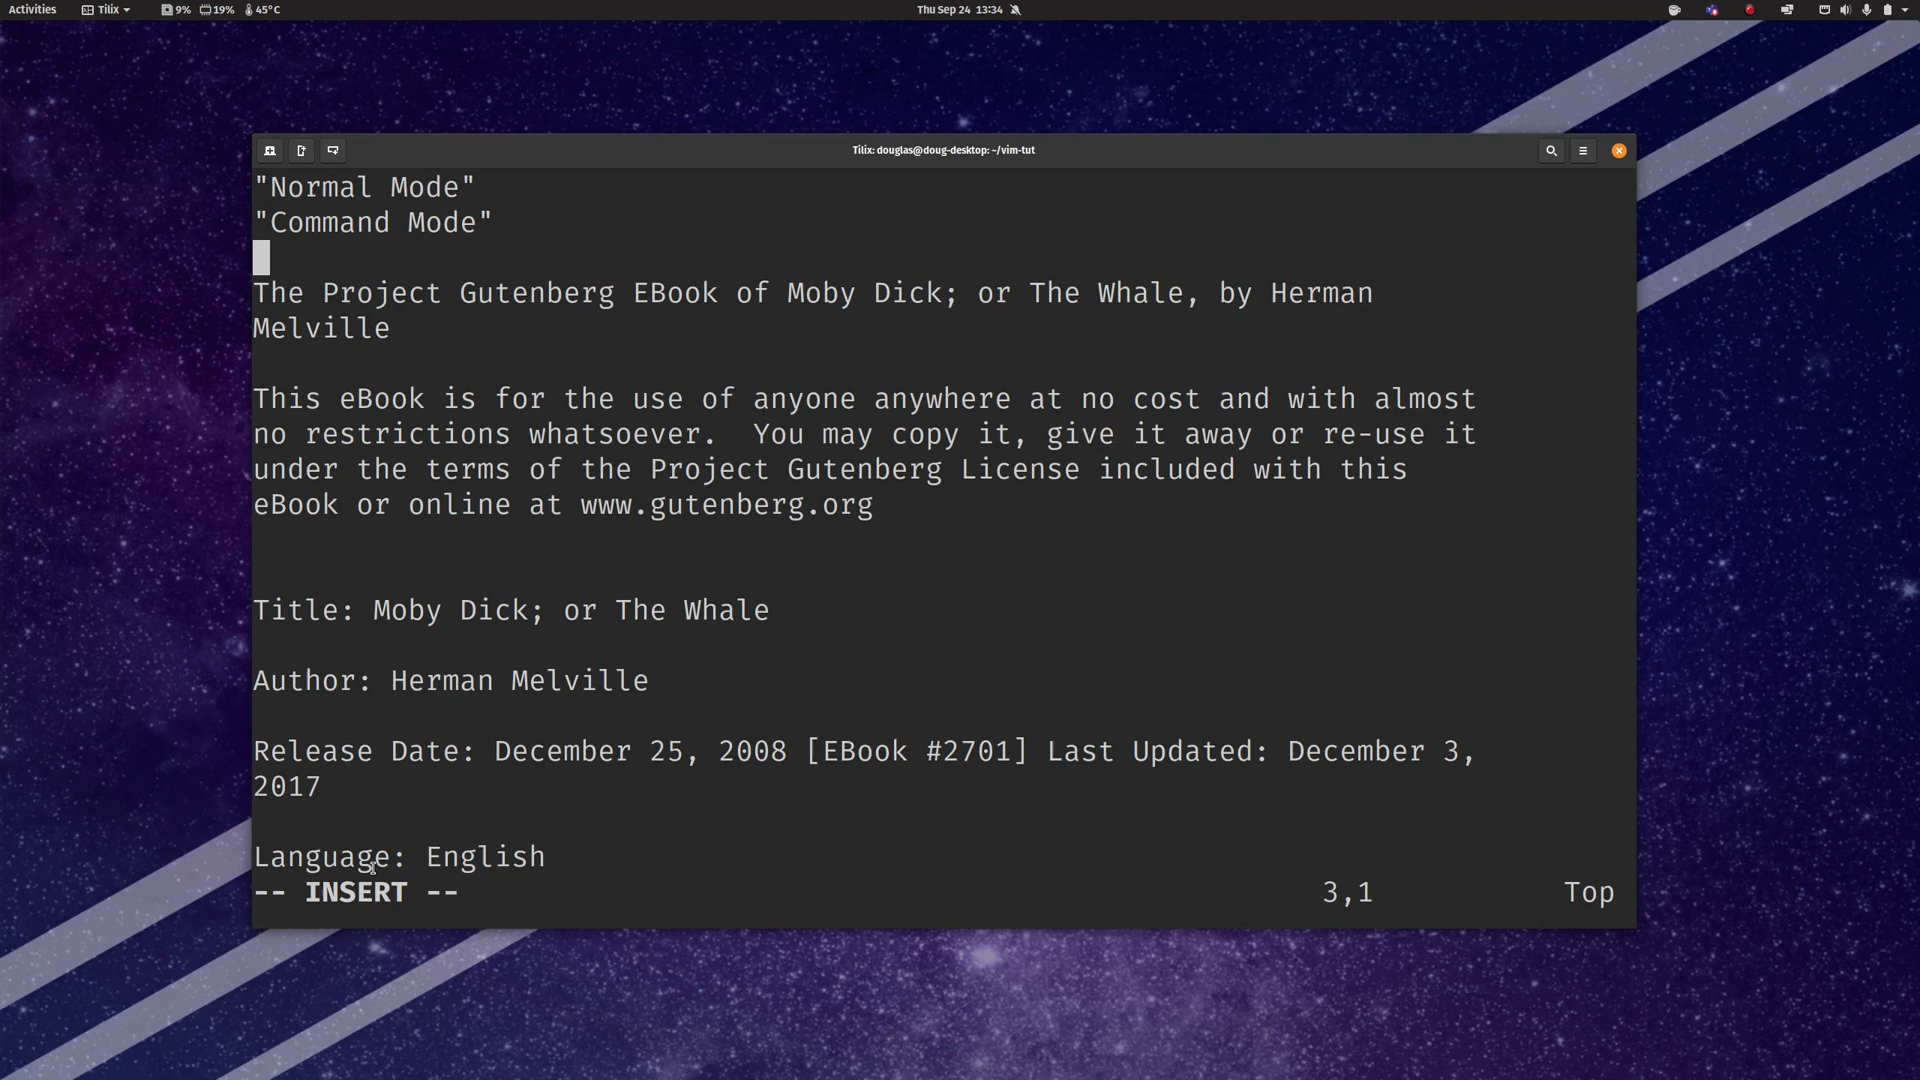 Activities Tilix 9% 19% 45°C Thu Sep 24 13:34
Tilix: douglas@doug-desktop: ~/vim-tut
"Normal Mode"
"Command Mode"
The Project Gutenberg EBook of Moby Dick; or The Whale, by Herman
Melville
This eBook is for the use of anyone anywhere at no cost and with almost
no restrictions whatsoever.  You may copy it, give it away or re-use it
under the terms of the Project Gutenberg License included with this
eBook or online at www.gutenberg.org
Title: Moby Dick; or The Whale
Author: Herman Melville
Release Date: December 25, 2008 [EBook #2701] Last Updated: December 3,
2017
Language: English
-- INSERT -- 3,1 Top